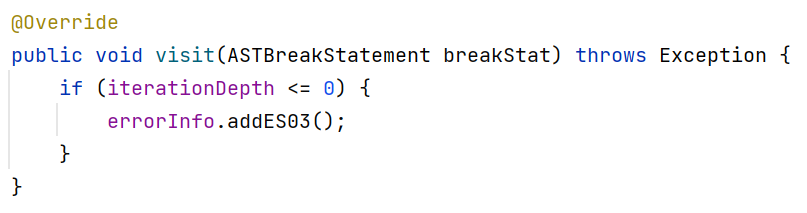 @Override
public void visit(ASTBreakStatement breakStat) throws Exception {
    if (iterationDepth <= 0) {
        errorInfo.addES03();
    }
}